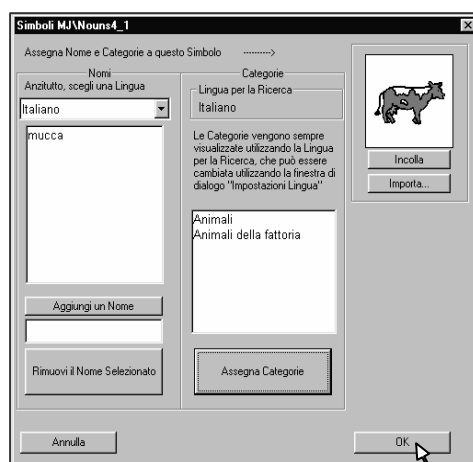 Simboli MJ\Nouns4_1
Assegna Nome e Categorie a questo Simbolo ---------->
Nomi
Anzitutto, scegli una Lingua
Italiano
mucca
Aggiungi un Nome
Rimuovi il Nome Selezionato
Categorie
Lingua per la Ricerca
Italiano
Le Categorie vengono sempre
visualizzate utilizzando la Lingua
per la Ricerca, che può essere
cambiata utilizzando la finestra di
dialogo "Impostazioni Lingua"
Animali
Animali della fattoria
Assegna Categorie
Incolla
Importa...
Annulla
OK